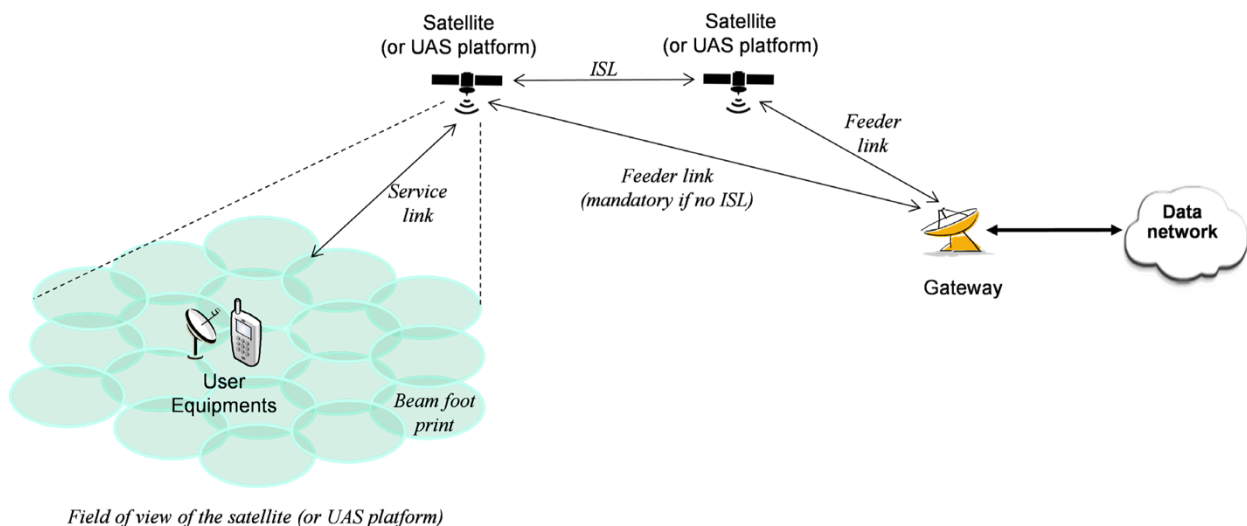 Satellite
(or UAS platform)
Satellite
(or UAS platform)
ISL
Feeder
link
Feeder link
(mandatory if no ISL)
Service
link
Data
network
Gateway
User
Equipments
Beam foot
print
Field of view of the satellite (or UAS platform)